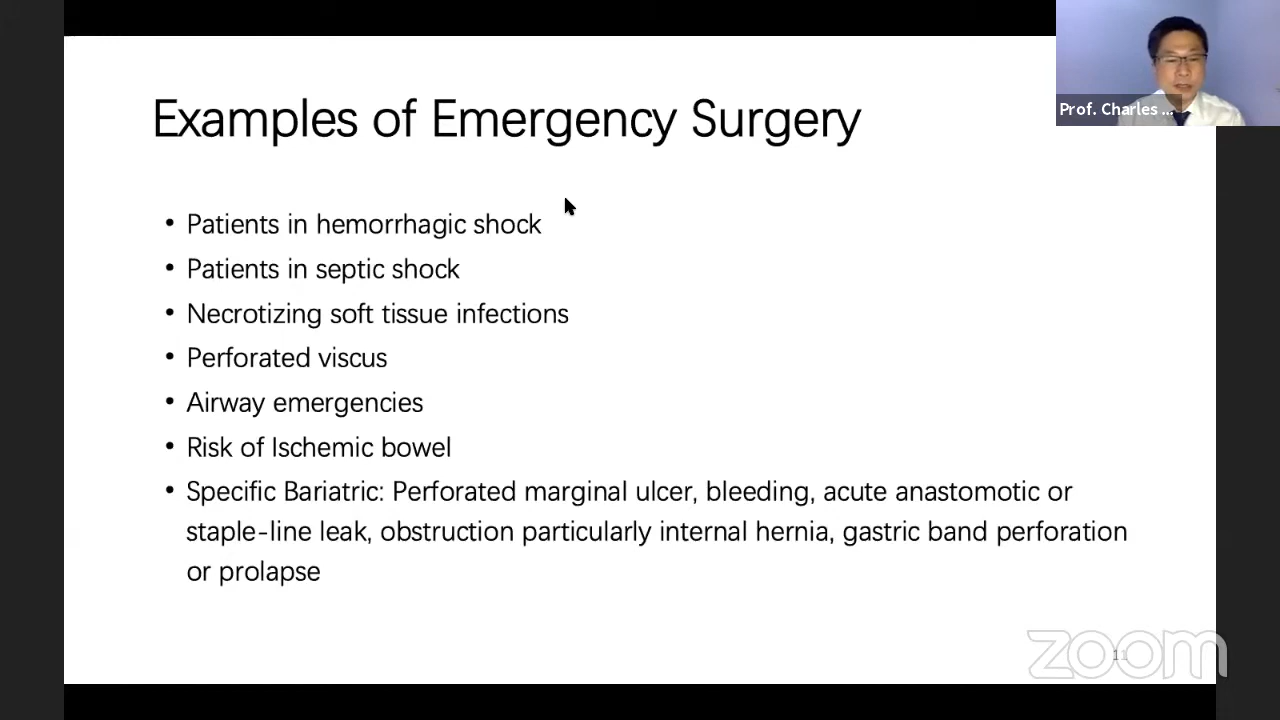 Examples of Emergency Surgery
Prof. Charles ...
• Patients in hemorrhagic shock
• Patients in septic shock
• Necrotizing soft tissue infections
• Perforated viscus
• Airway emergencies
• Risk of Ischemic bowel
• Specific Bariatric: Perforated marginal ulcer, bleeding, acute anastomotic or
staple-line leak, obstruction particularly internal hernia, gastric band perforation
or prolapse
zoom
11